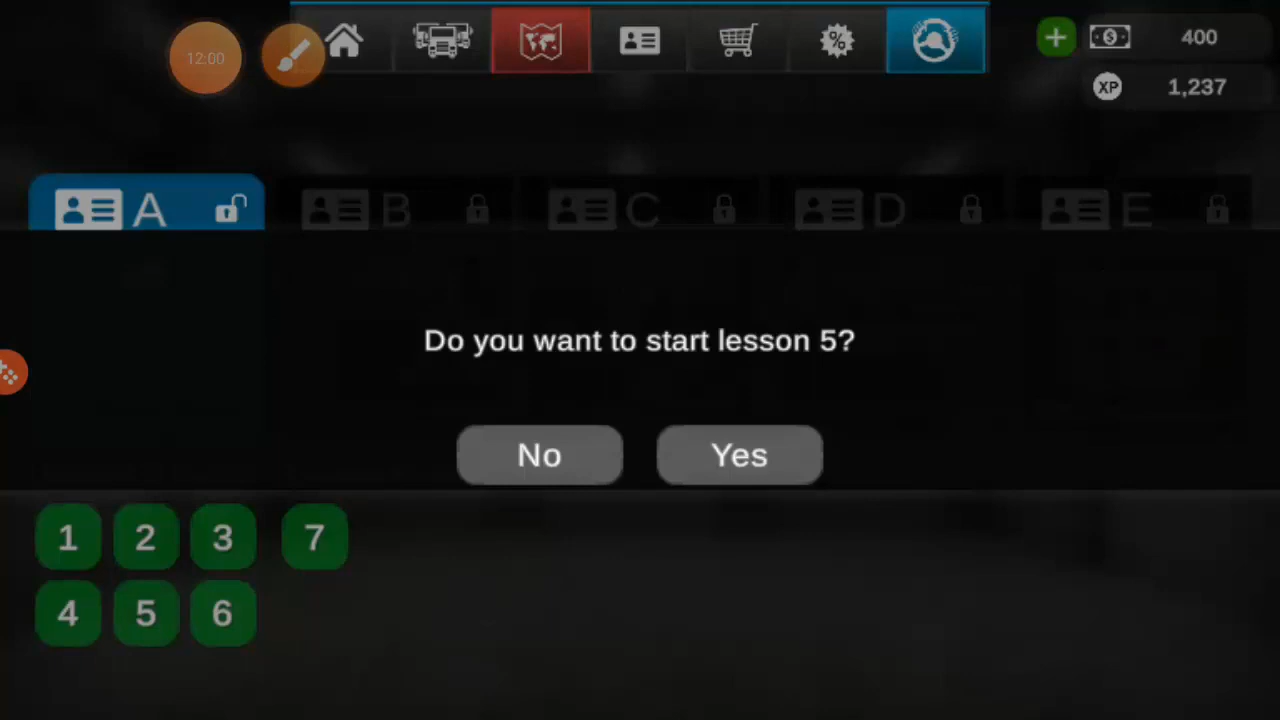 12:00
400
XP 1,237
A B C D E
Do you want to start lesson 5?
No Yes
1 2 3 7
4 5 6